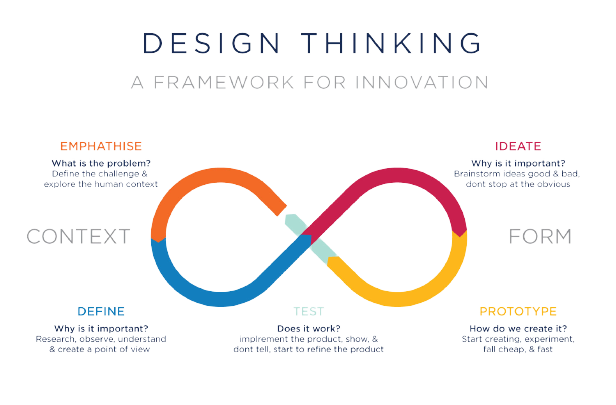 DESIGN THINKING
A FRAMEWORK FOR INNOVATION
EMPHATHISE
What is the problem?
Define the challenge &
explore the human context
IDEATE
Why is it important?
Brainstorm ideas good & bad,
dont stop at the obvious
CONTEXT
FORM
DEFINE
Why is it important?
Research, observe, understand
& create a point of view
TEST
Does it work?
implrement the product, show, &
dont tell, start to refine the product
PROTOTYPE
How do we create it?
Start creating, experiment,
fall cheap, & fast